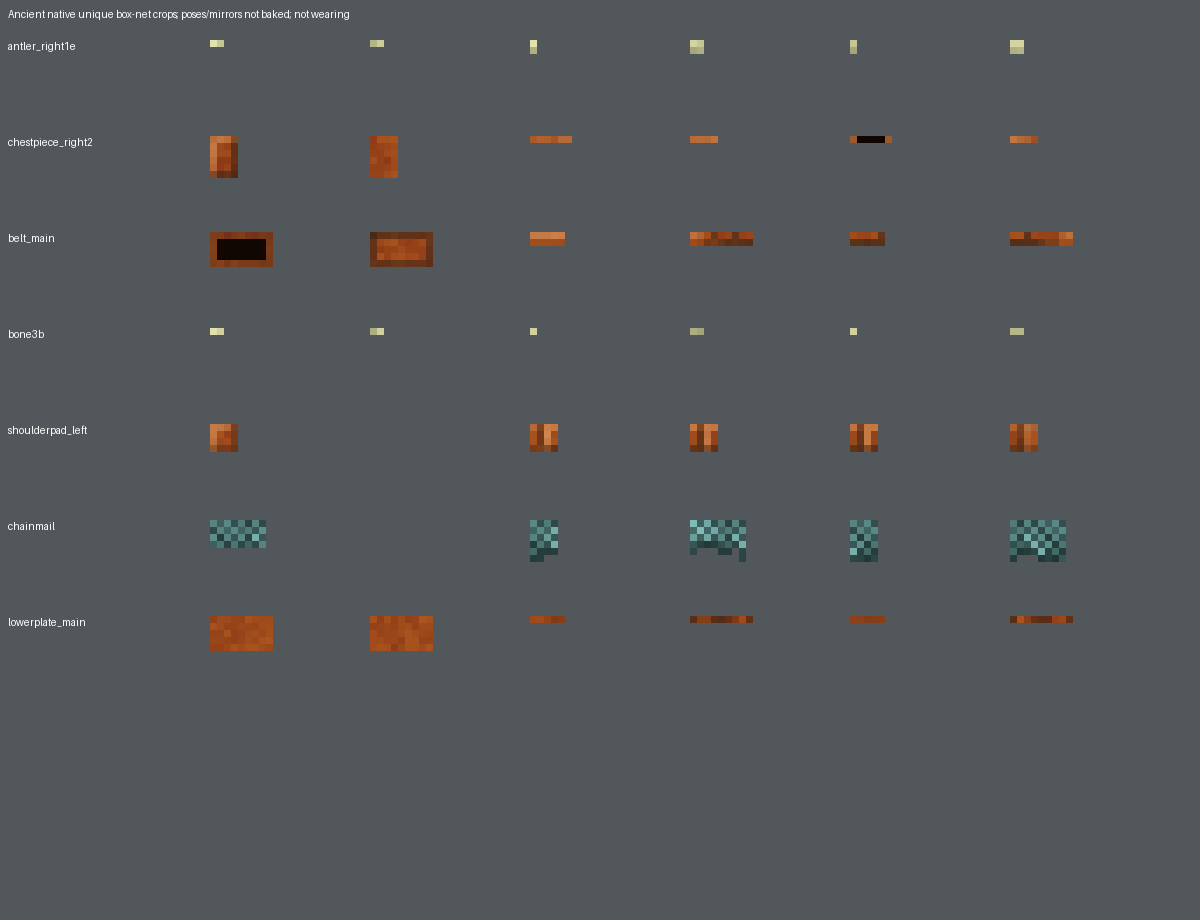 Ancient native unique box-net crops; poses/mirrors not baked; not wearing
antler_right1e
chestpiece_right2
belt_main
bone3b
shoulderpad_left
chainmail
lowerplate_main